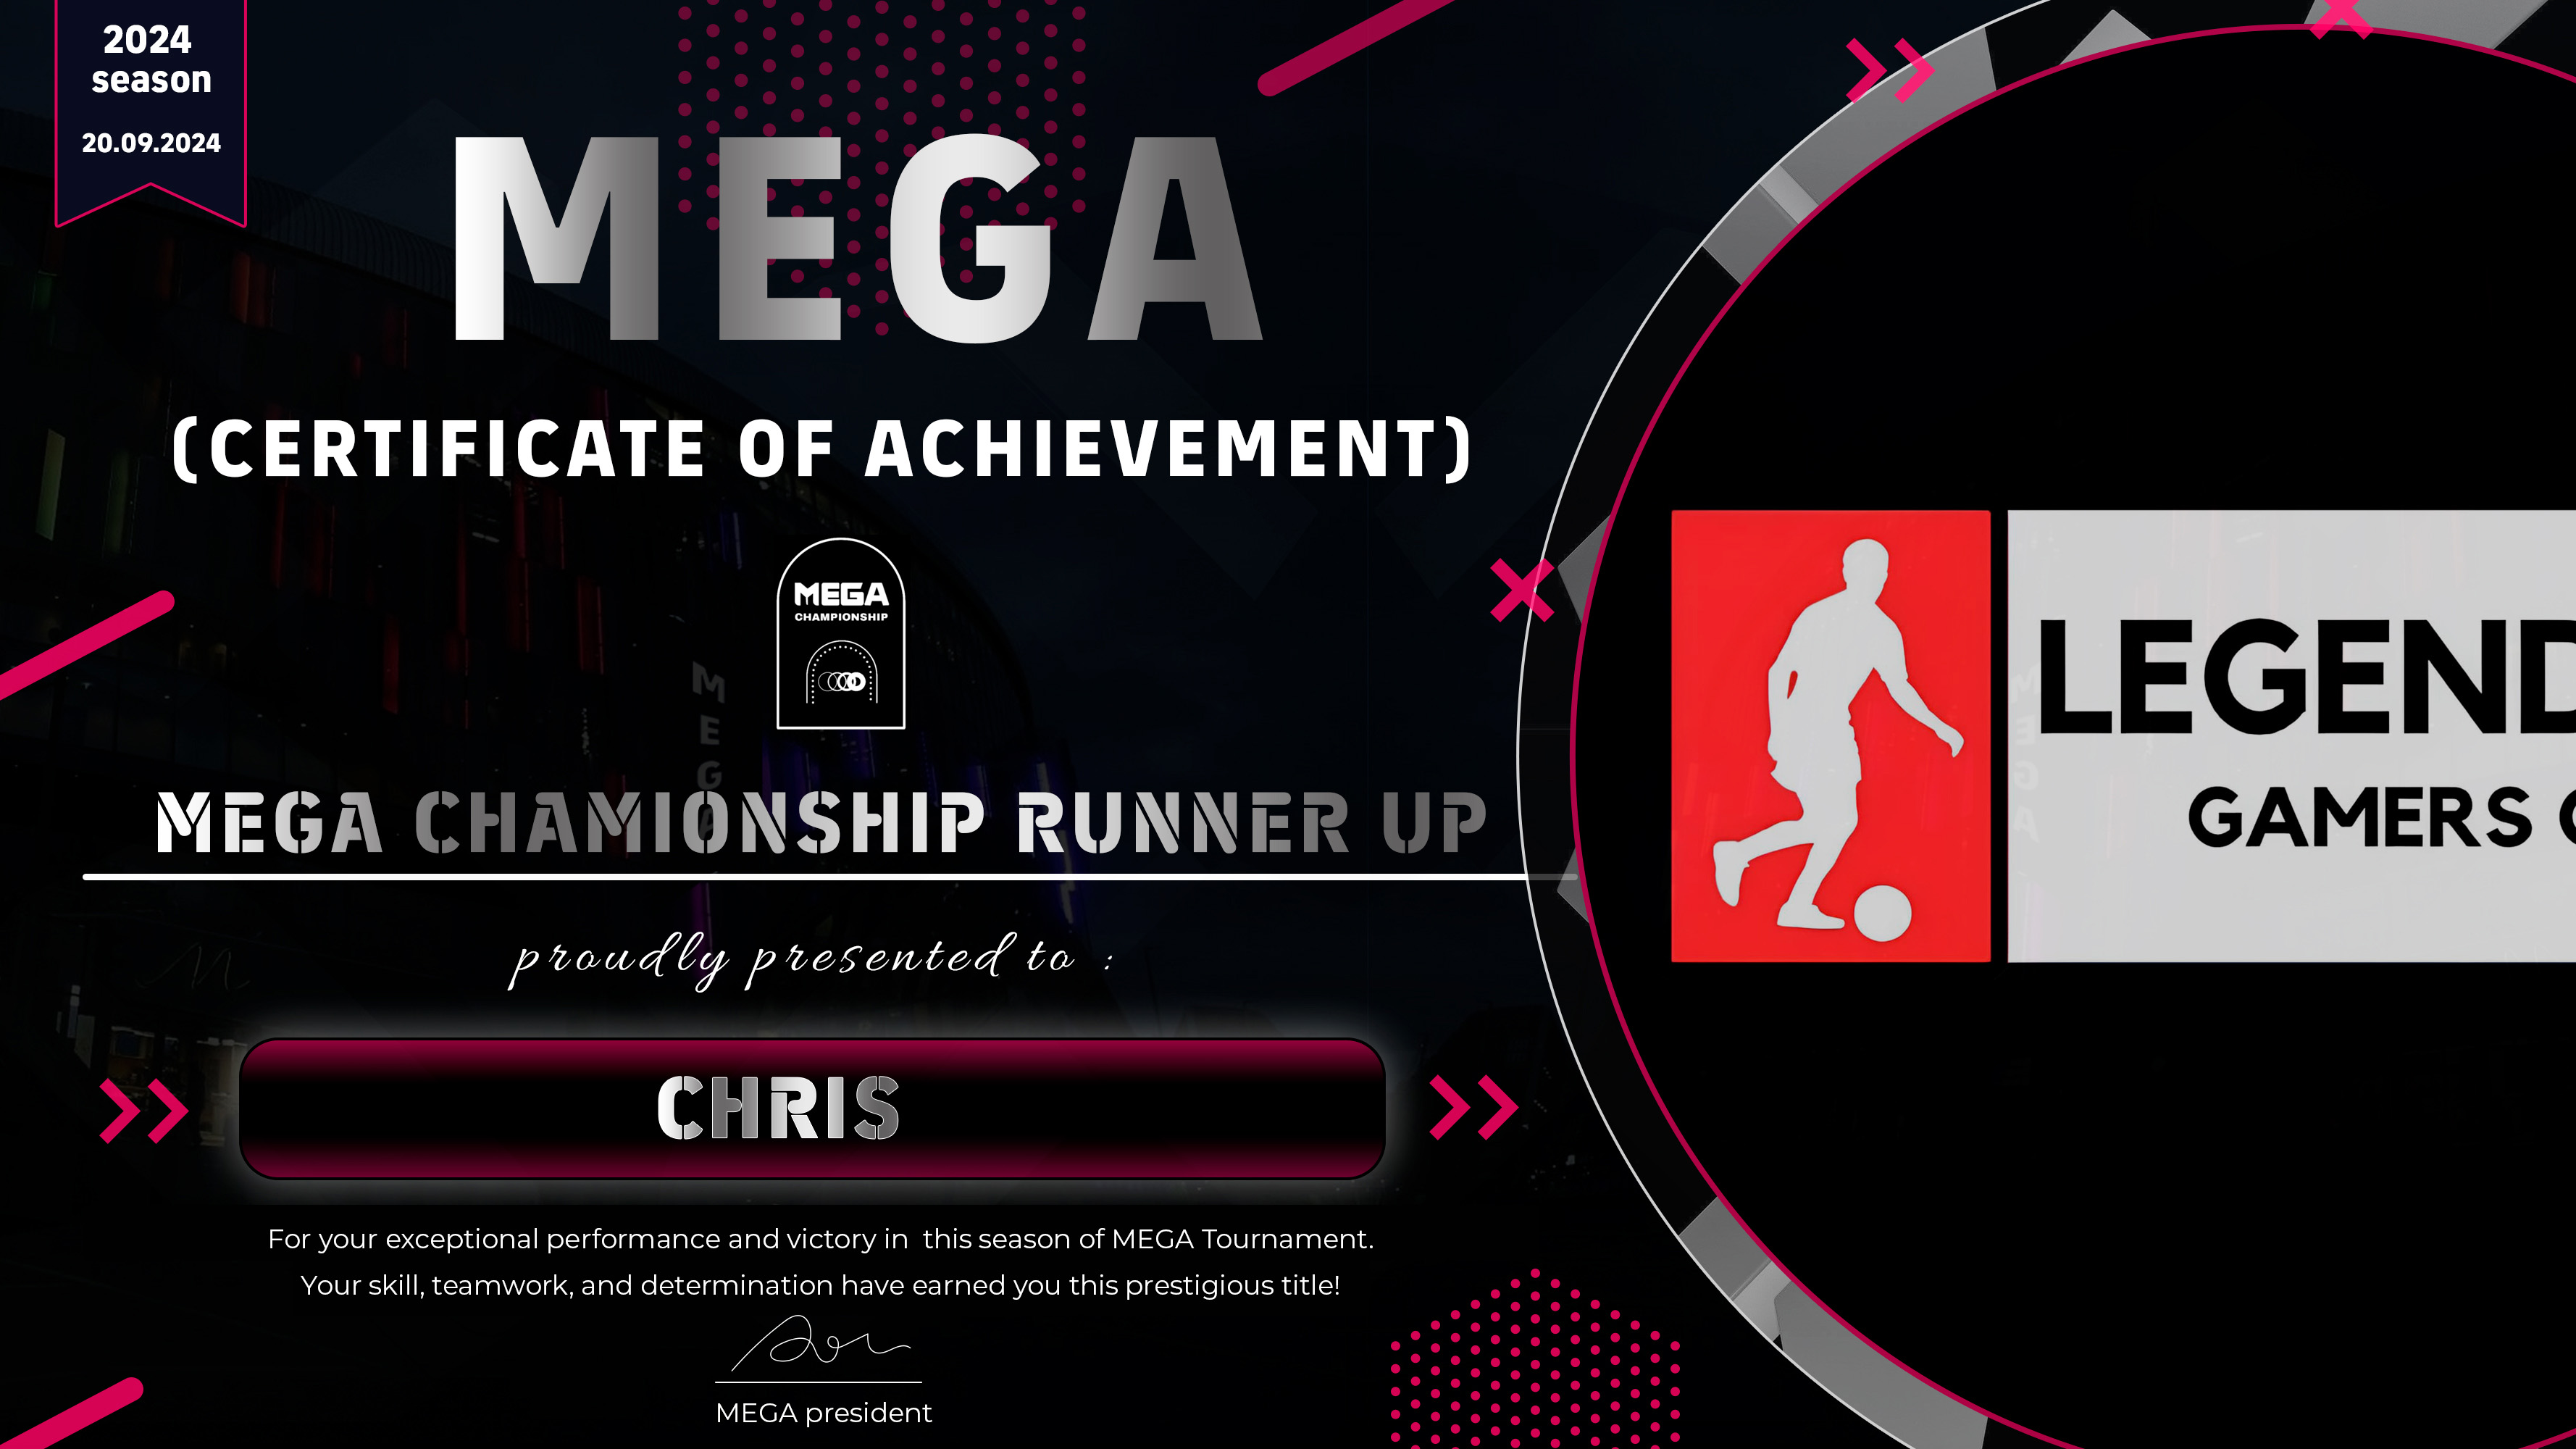 2024
season
20.09.2024
MEGA
(CERTIFICATE OF ACHIEVEMENT)
MEGA
CHAMPIONSHIP
MEGA
MEGA CHAMIONSHIP RUNNER UP
proudly presented to :
CHRIS
For your exceptional performance and victory in  this season of MEGA Tournament.
Your skill, teamwork, and determination have earned you this prestigious title!
MEGA president
LEGEND
GAMERS